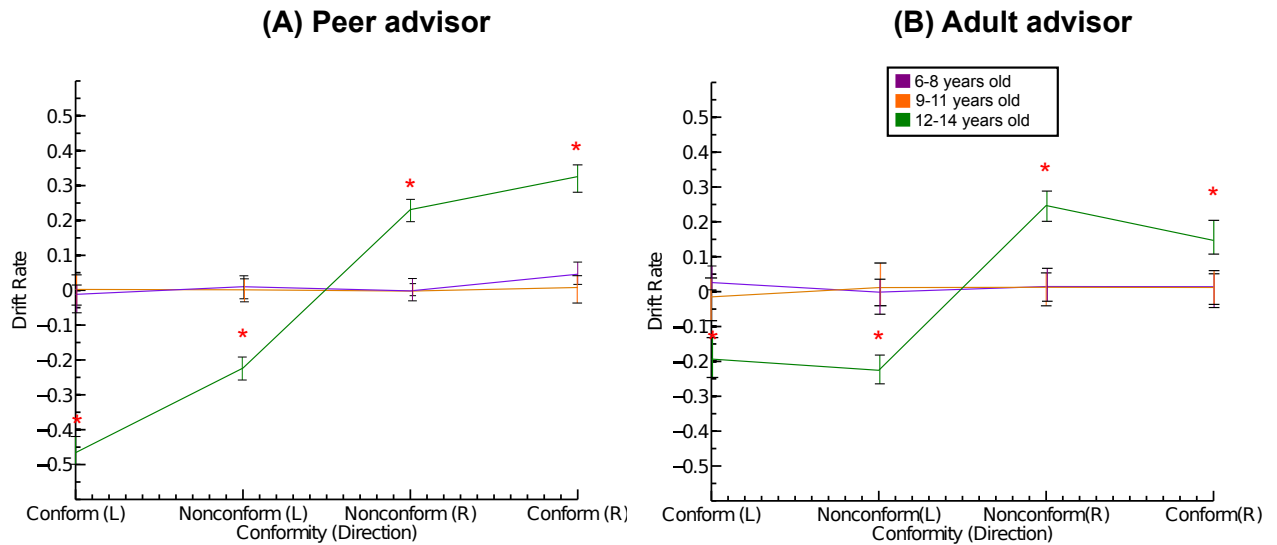 (A) Peer advisor
0.5
0.4
0.3
0.2
0.1
0
−0.1
−0.2
−0.3
−0.4
−0.5
Drift Rate
*
*
*
*
Conform (L)
Nonconform (L)
Nonconform (R)
Conform (R)
Conformity (Direction)
(B) Adult advisor
6-8 years old
9-11 years old
12-14 years old
0.5
0.4
0.3
0.2
0.1
0
−0.1
−0.2
−0.3
−0.4
−0.5
Drift Rate
*
*
*
*
Conform (L)
Nonconform(L)
Nonconform(R)
Conform(R)
Conformity (Direction)